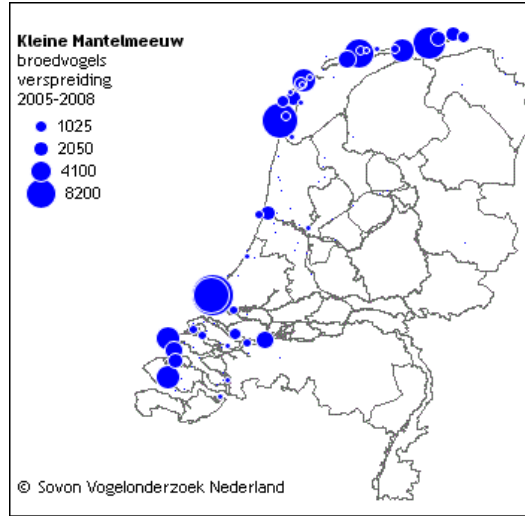 Kleine Mantelmeeuw
broedvogels
verspreiding
2005-2008
1025
2050
4100
8200
© Sovon Vogelonderzoek Nederland